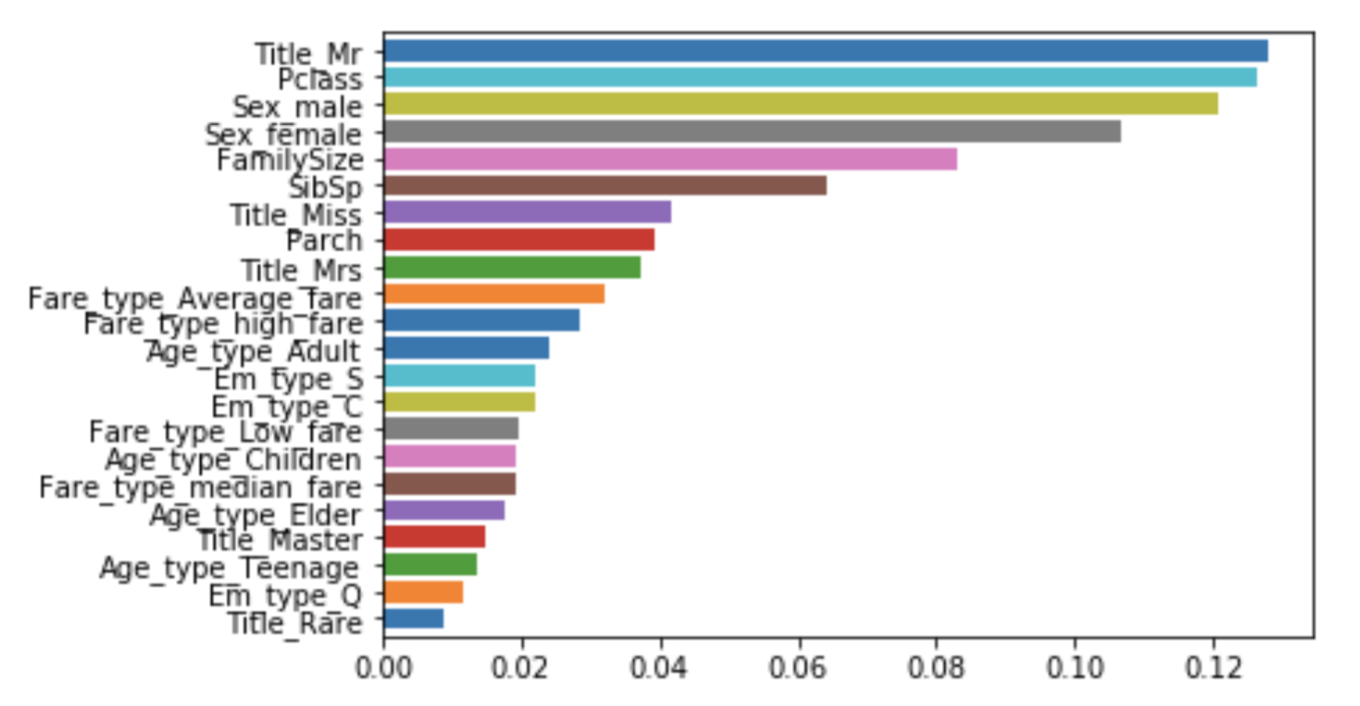 Title_Mr
Pclass
Sex_male
Sex_female
FamilySize
SibSp
Title_Miss
Parch
Title_Mrs
Fare_type_Average_fare
Fare_type_high_fare
Age_type_Adult
Em_type_S
Em_type_C
Fare_type_Low_fare
Age_type_Children
Fare_type_median_fare
Age_type_Elder
Title_Master
Age_type_Teenage
Em_type_Q
Title_Rare
0.00 0.02 0.04 0.06 0.08 0.10 0.12